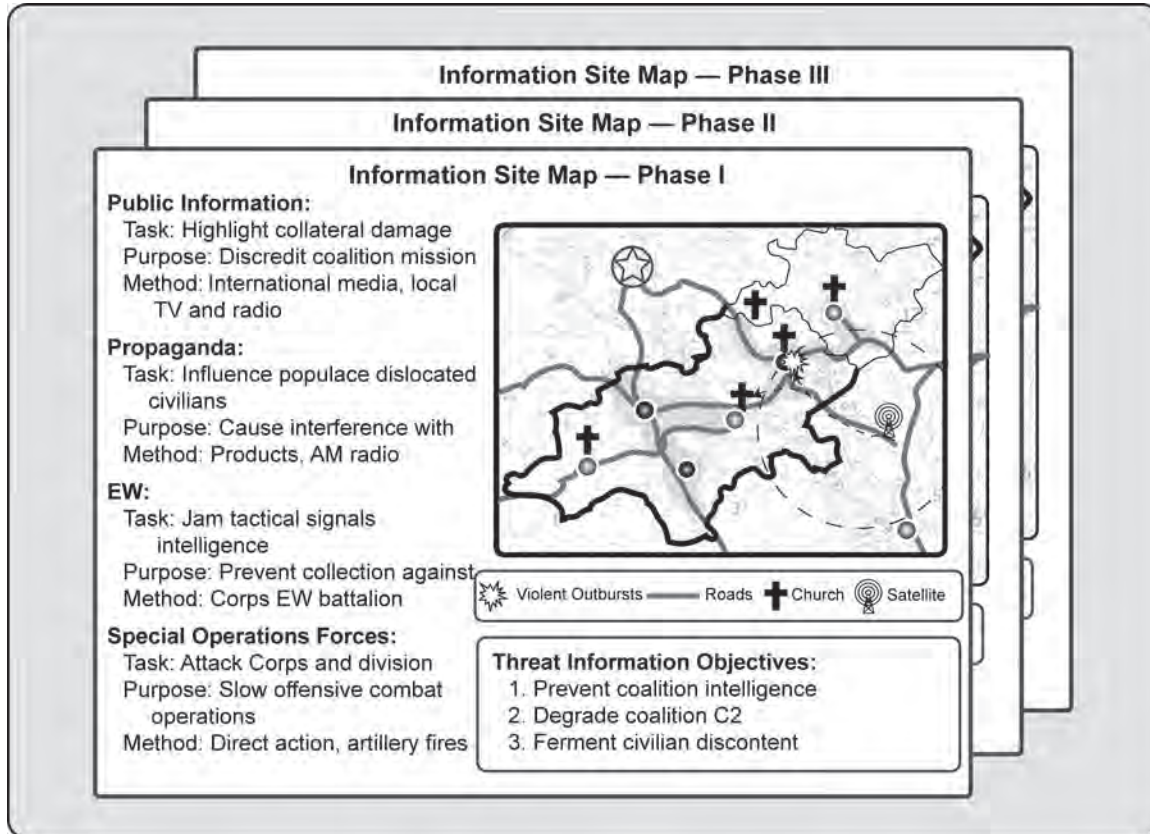 Information Site Map — Phase III
Information Site Map — Phase II
Information Site Map — Phase I
Public Information:
Task: Highlight collateral damage
Purpose: Discredit coalition mission
Method: International media, local
TV and radio
Propaganda:
Task: Influence populace dislocated
civilians
Purpose: Cause interference with
Method: Products, AM radio
EW:
Task: Jam tactical signals
intelligence
Purpose: Prevent collection against
Method: Corps EW battalion
Special Operations Forces:
Task: Attack Corps and division
Purpose: Slow offensive combat
operations
Method: Direct action, artillery fires
Violent Outbursts
Roads
Church
Satellite
Threat Information Objectives:
1. Prevent coalition intelligence
2. Degrade coalition C2
3. Ferment civilian discontent